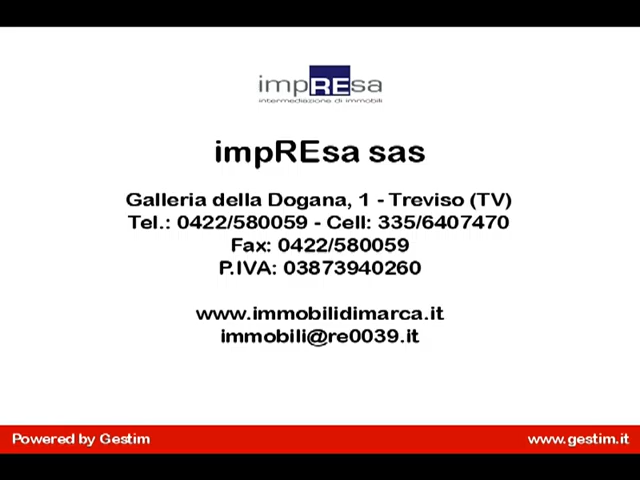 impREsa
intermediazione di immobili
impREsa sas
Galleria della Dogana, 1 - Treviso (TV)
Tel.: 0422/580059 - Cell: 335/6407470
Fax: 0422/580059
P.IVA: 03873940260
www.immobilidimarca.it
immobili@re0039.it
Powered by Gestim
www.gestim.it